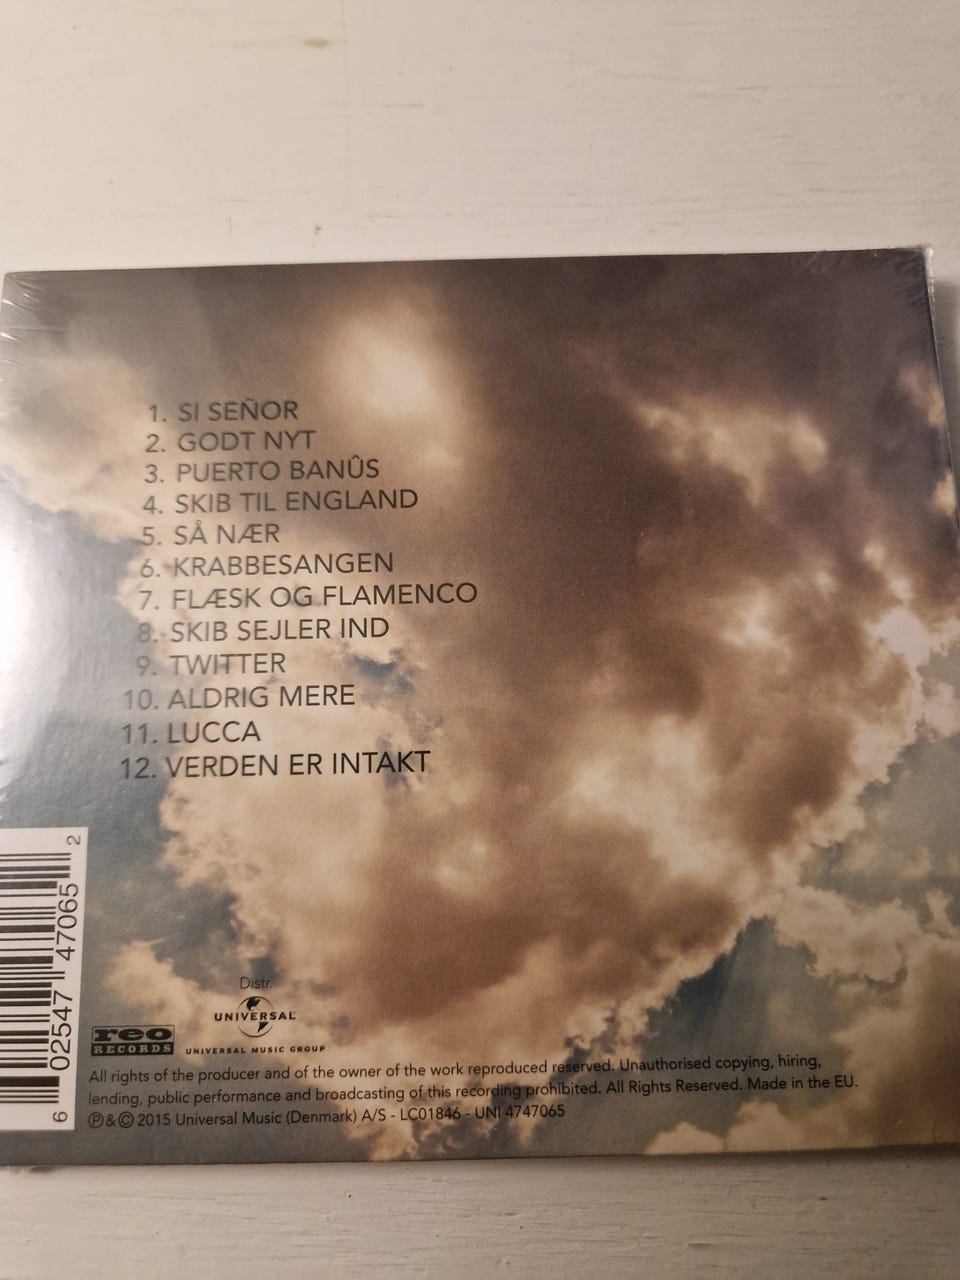 1. SI SEÑOR
2. GODT NYT
3. PUERTO BANÛS
4. SKIB TIL ENGLAND
5. SÅ NÆR
6. KRABBESANGEN
7. FLÆSK OG FLAMENCO
8. SKIB SEJLER IND
9. TWITTER
10. ALDRIG MERE
11. LUCCA
12. VERDEN ER INTAKT
6 02547 47065 2
Distr.
UNIVERSAL
reo
RECORDS
UNIVERSAL MUSIC GROUP
All rights of the producer and of the owner of the work reproduced reserved. Unauthorised copying, hiring,
lending, public performance and broadcasting of this recording prohibited. All Rights Reserved. Made in the EU.
℗&© 2015 Universal Music (Denmark) A/S - LC01846 - UNI 4747065